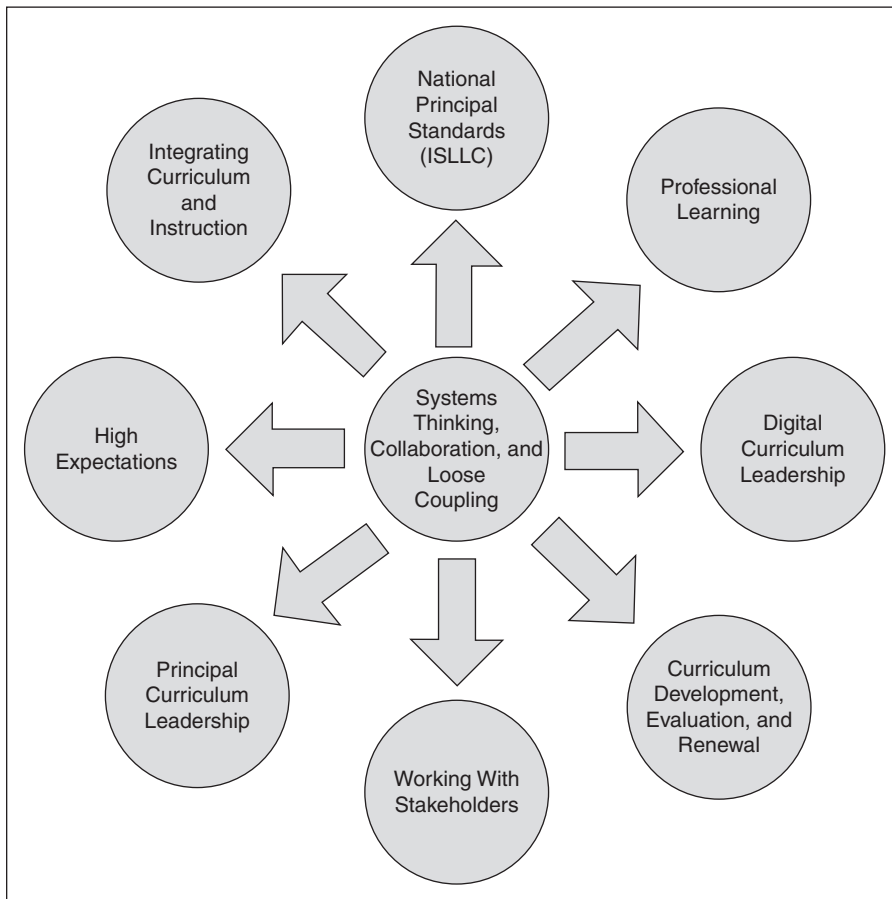 National
Principal
Standards
(ISLLC)
Integrating
Curriculum
and
Instruction
Professional
Learning
Systems
Thinking,
Collaboration, and
Loose
Coupling
High
Expectations
Digital
Curriculum
Leadership
Principal
Curriculum
Leadership
Curriculum
Development,
Evaluation, and
Renewal
Working With
Stakeholders